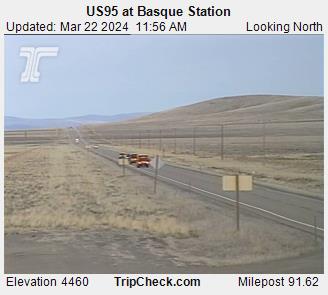 US95 at Basque Station
Updated: Mar 22 2024 11:56 AM Looking North
Elevation 4460 TripCheck.com Milepost 91.62